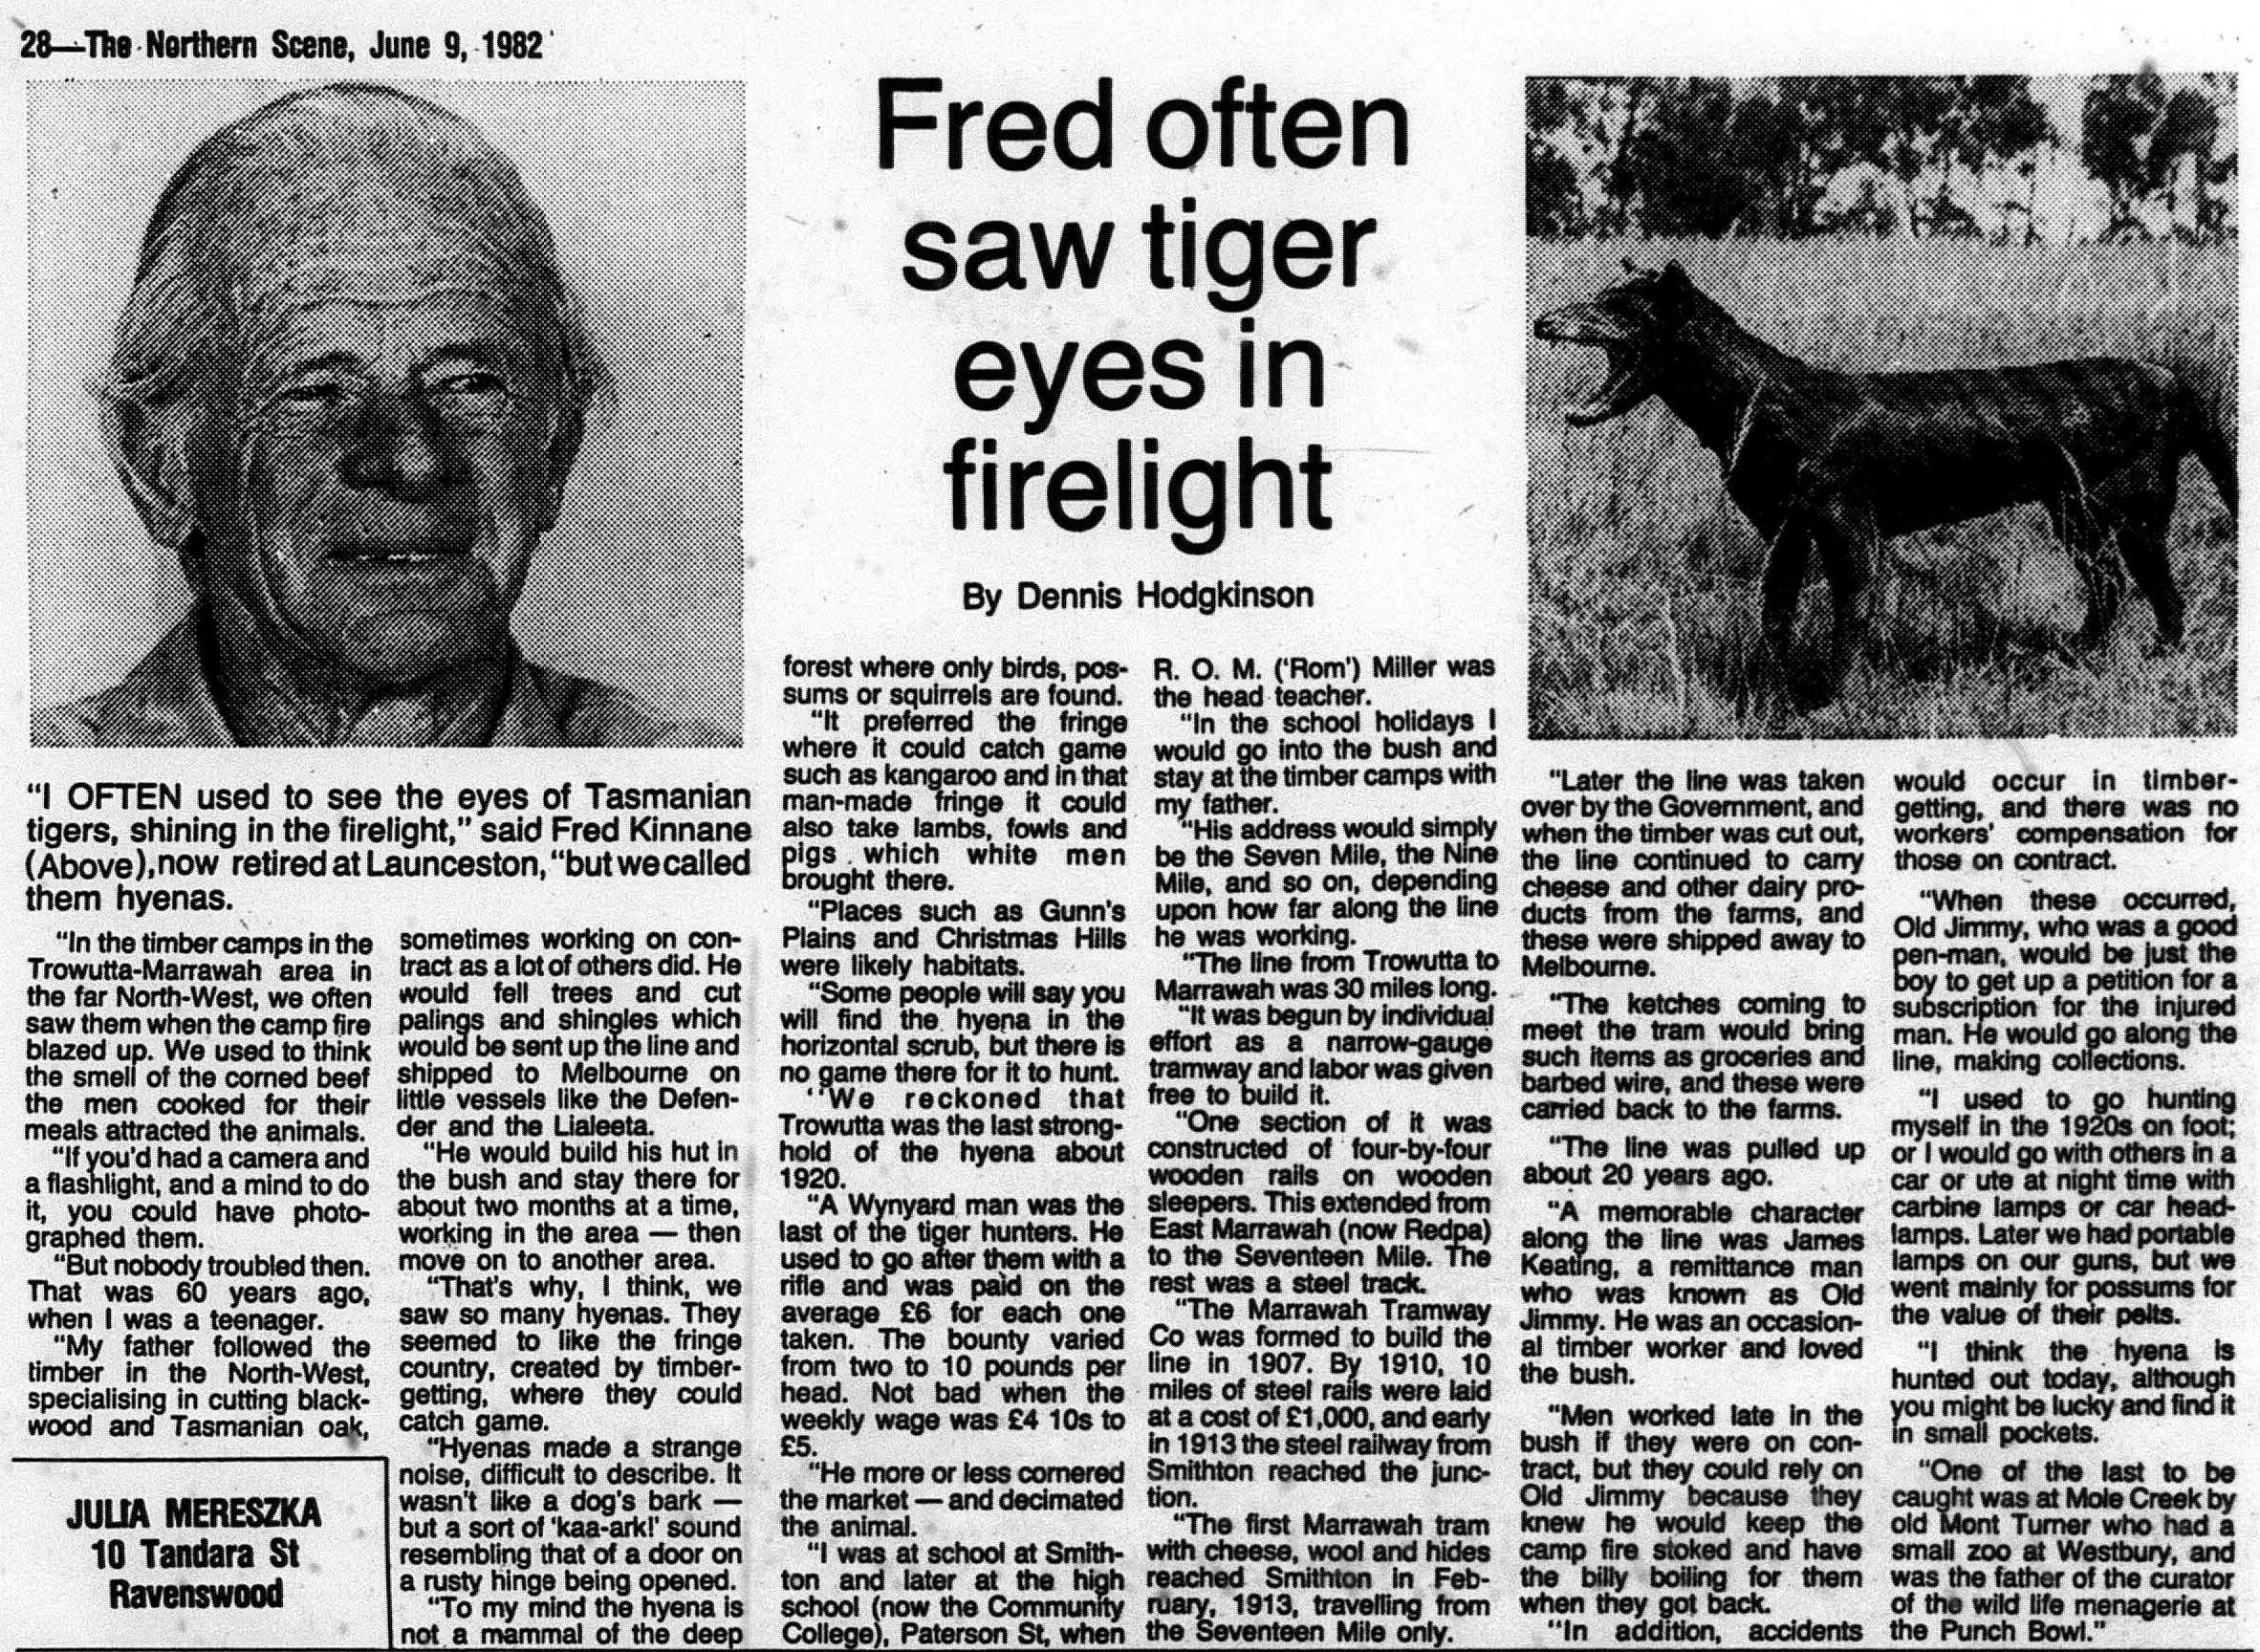 28—The Northern Scene, June 9, 1982
Fred often
saw tiger
eyes in
firelight
By Dennis Hodgkinson
"I OFTEN used to see the eyes of Tasmanian
tigers, shining in the firelight," said Fred Kinnane
(Above), now retired at Launceston, "but we called
them hyenas.
"In the timber camps in the
Trowutta-Marrawah area in
the far North-West, we often
saw them when the camp fire
blazed up. We used to think
the smell of the corned beef
the men cooked for their
meals attracted the animals.
"If you'd had a camera and
a flashlight, and a mind to do
it, you could have photo-
graphed them.
"But nobody troubled then.
That was 60 years ago,
when I was a teenager.
"My father followed the
timber in the North-West,
specialising in cutting black-
wood and Tasmanian oak,
JULIA MERESZKA
10 Tandara St
Ravenswood
sometimes working on con-
tract as a lot of others did. He
would fell trees and cut
palings and shingles which
would be sent up the line and
shipped to Melbourne on
little vessels like the Defen-
der and the Lialeeta.
"He would build his hut in
the bush and stay there for
about two months at a time,
working in the area — then
move on to another area.
"That's why, I think, we
saw so many hyenas. They
seemed to like the fringe
country, created by timber-
getting, where they could
catch game.
"Hyenas made a strange
noise, difficult to describe. It
wasn't like a dog's bark —
but a sort of 'kaa-ark!' sound
resembling that of a door on
a rusty hinge being opened.
"To my mind the hyena is
not a mammal of the deep
forest where only birds, pos-
sums or squirrels are found.
"It preferred the fringe
where it could catch game
such as kangaroo and in that
man-made fringe it could
also take lambs, fowls and
pigs which white men
brought there.
"Places such as Gunn's
Plains and Christmas Hills
were likely habitats.
"Some people will say you
will find the hyena in the
horizontal scrub, but there is
no game there for it to hunt.
"We reckoned that
Trowutta was the last strong-
hold of the hyena about
1920.
"A Wynyard man was the
last of the tiger hunters. He
used to go after them with a
rifle and was paid on the
average £6 for each one
taken. The bounty varied
from two to 10 pounds per
head. Not bad when the
weekly wage was £4 10s to
£5.
"He more or less cornered
the market — and decimated
the animal.
"I was at school at Smith-
ton and later at the high
school (now the Community
College), Paterson St, when
R. O. M. ('Rom') Miller was
the head teacher.
"In the school holidays I
would go into the bush and
stay at the timber camps with
my father.
"His address would simply
be the Seven Mile, the Nine
Mile, and so on, depending
upon how far along the line
he was working.
"The line from Trowutta to
Marrawah was 30 miles long.
"It was begun by individual
effort as a narrow-gauge
tramway and labor was given
free to build it.
"One section of it was
constructed of four-by-four
wooden rails on wooden
sleepers. This extended from
East Marrawah (now Redpa)
to the Seventeen Mile. The
rest was a steel track.
"The Marrawah Tramway
Co was formed to build the
line in 1907. By 1910, 10
miles of steel rails were laid
at a cost of £1,000, and early
in 1913 the steel railway from
Smithton reached the junc-
tion.
"The first Marrawah tram
with cheese, wool and hides
reached Smithton in Feb-
ruary, 1913, travelling from
the Seventeen Mile only.
"Later the line was taken
over by the Government, and
when the timber was cut out,
the line continued to carry
cheese and other dairy pro-
ducts from the farms, and
these were shipped away to
Melbourne.
"The ketches coming to
meet the tram would bring
such items as groceries and
barbed wire, and these were
carried back to the farms.
"The line was pulled up
about 20 years ago.
"A memorable character
along the line was James
Keating, a remittance man
who was known as Old
Jimmy. He was an occasion-
al timber worker and loved
the bush.
"Men worked late in the
bush if they were on con-
tract, but they could rely on
Old Jimmy because they
knew he would keep the
camp fire stoked and have
the billy boiling for them
when they got back.
"In addition, accidents
would occur in timber-
getting, and there was no
workers' compensation for
those on contract.
"When these occurred,
Old Jimmy, who was a good
pen-man, would be just the
boy to get up a petition for a
subscription for the injured
man. He would go along the
line, making collections.
"I used to go hunting
myself in the 1920s on foot;
or I would go with others in a
car or ute at night time with
carbine lamps or car head-
lamps. Later we had portable
lamps on our guns, but we
went mainly for possums for
the value of their pelts.
"I think the hyena is
hunted out today, although
you might be lucky and find it
in small pockets.
"One of the last to be
caught was at Mole Creek by
old Mont Turner who had a
small zoo at Westbury, and
was the father of the curator
of the wild life menagerie at
the Punch Bowl."